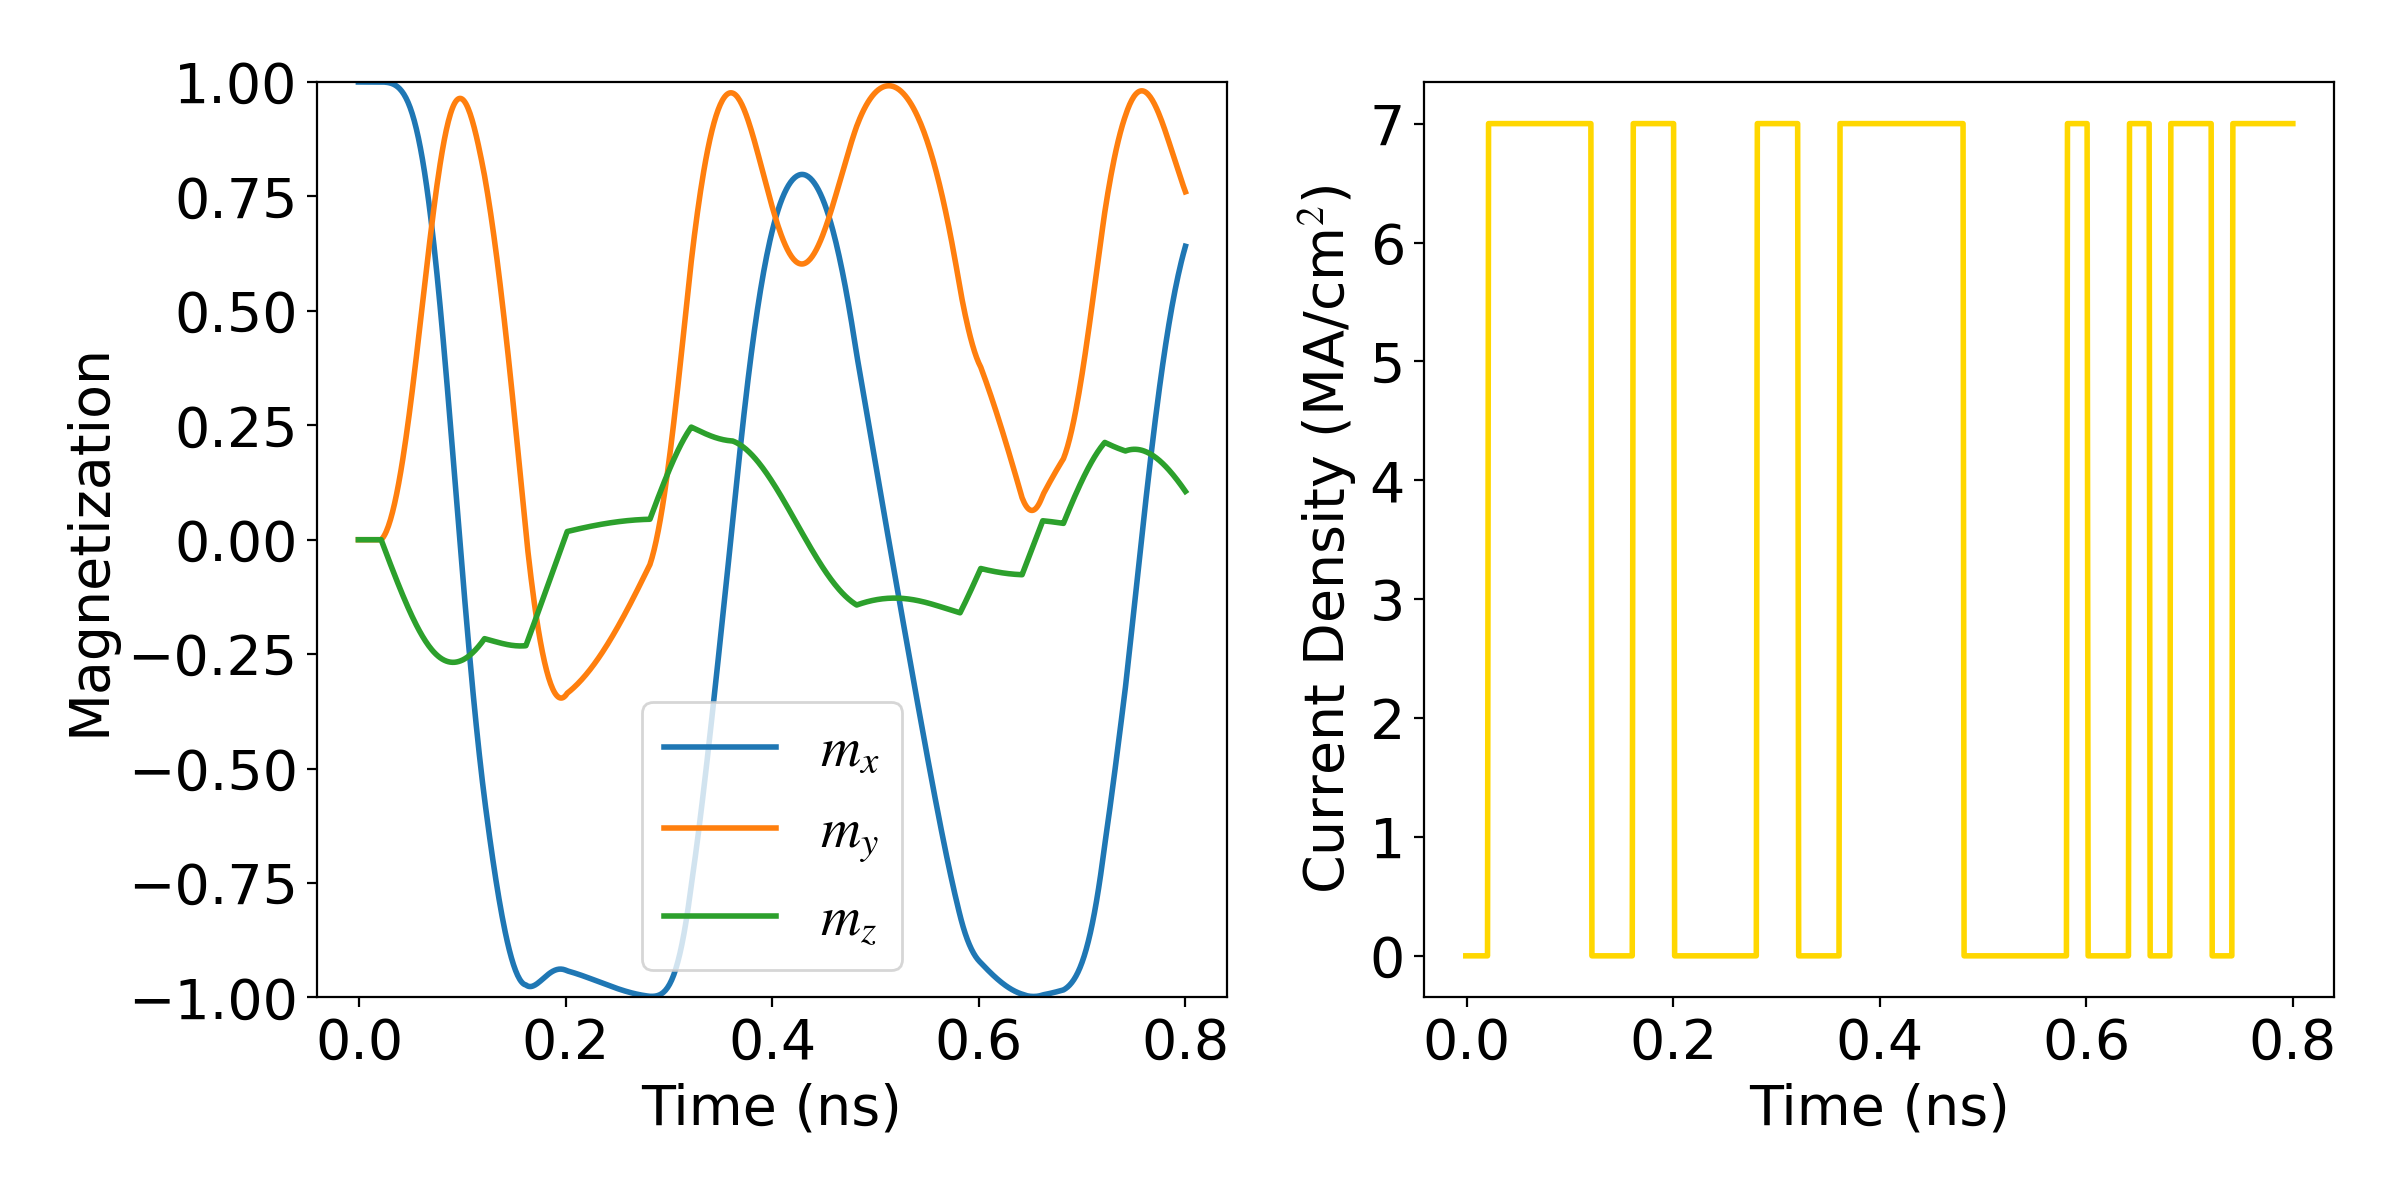 Magnetization
1.00
0.75
0.50
0.25
0.00
−0.25
−0.50
−0.75
−1.00
0.0 0.2 0.4 0.6 0.8
Time (ns)
m_x
m_y
m_z
Current Density (MA/cm²)
7
6
5
4
3
2
1
0
0.0 0.2 0.4 0.6 0.8
Time (ns)